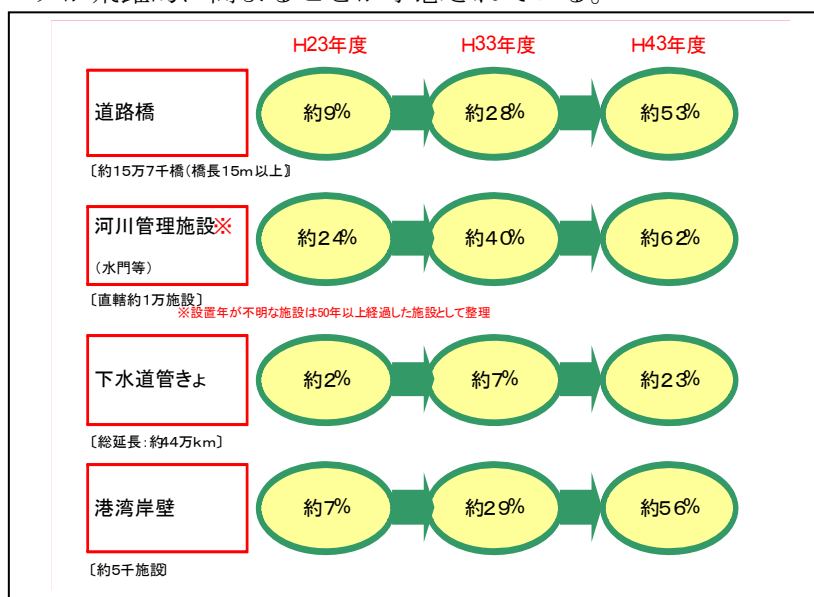 H23年度 H33年度 H43年度
道路橋 約9% 約28% 約53%
〔約15万7千橋(橋長15m以上〕
河川管理施設※ 約24% 約40% 約62%
(水門等)
〔直轄約1万施設〕
※設置年が不明な施設は50年以上経過した施設として整理
下水道管きょ 約2% 約7% 約23%
〔総延長:約44万km〕
港湾岸壁 約7% 約29% 約56%
〔約5千施設〕